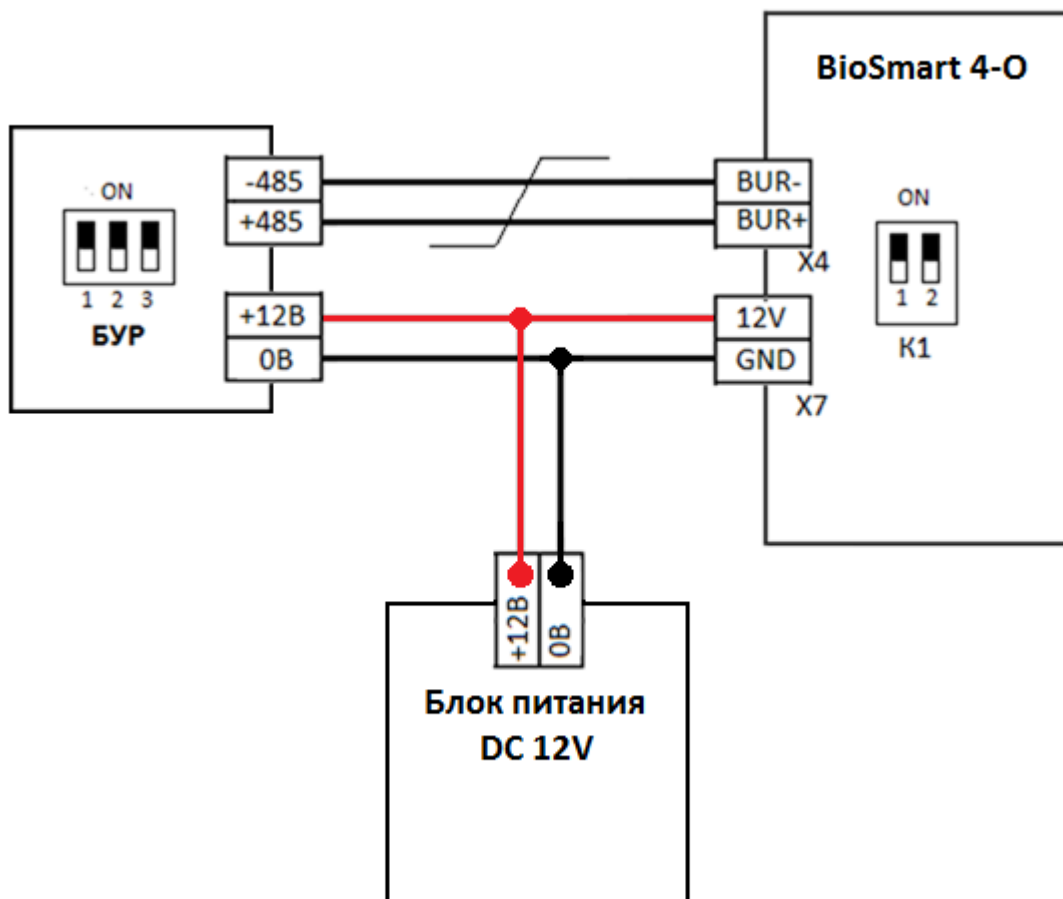 BioSmart 4-O
ON
1 2 3
БУР
-485
+485
+12В
0В
BUR-
BUR+
X4
12V
GND
X7
ON
1 2
K1
+12В
0В
Блок питания
DC 12V